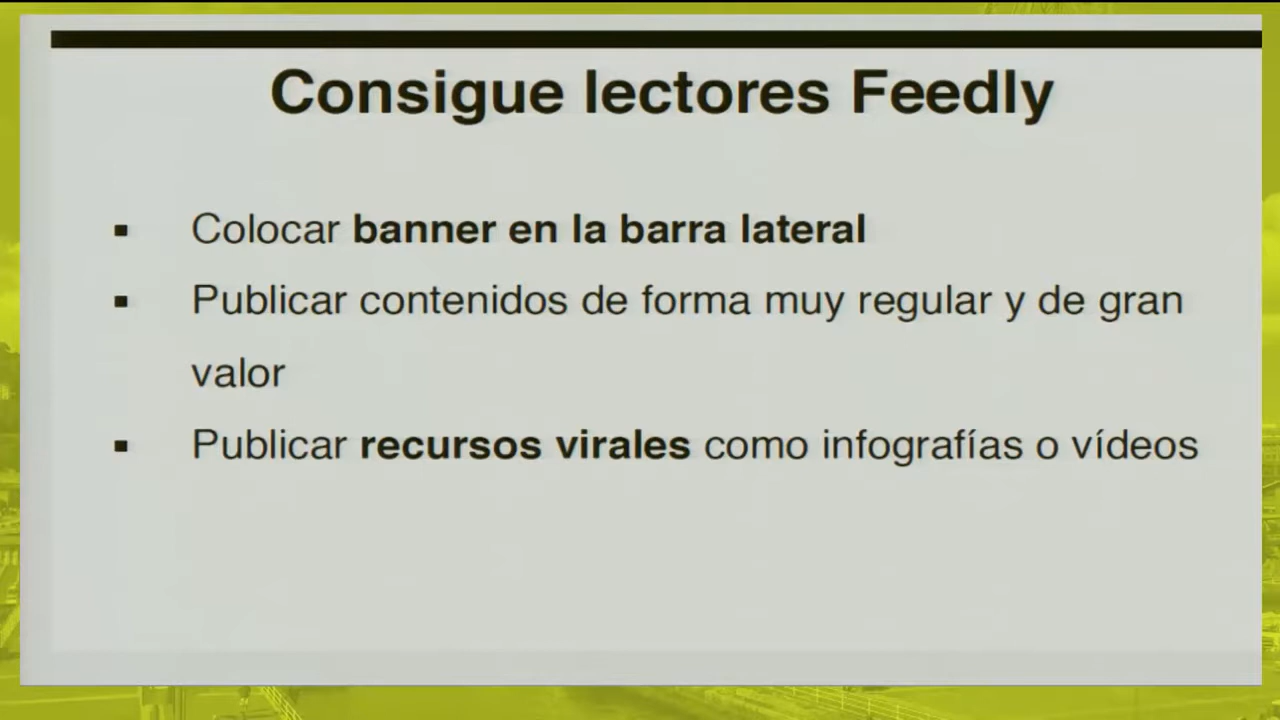 Consigue lectores Feedly
▪ Colocar banner en la barra lateral
▪ Publicar contenidos de forma muy regular y de gran
valor
▪ Publicar recursos virales como infografías o vídeos